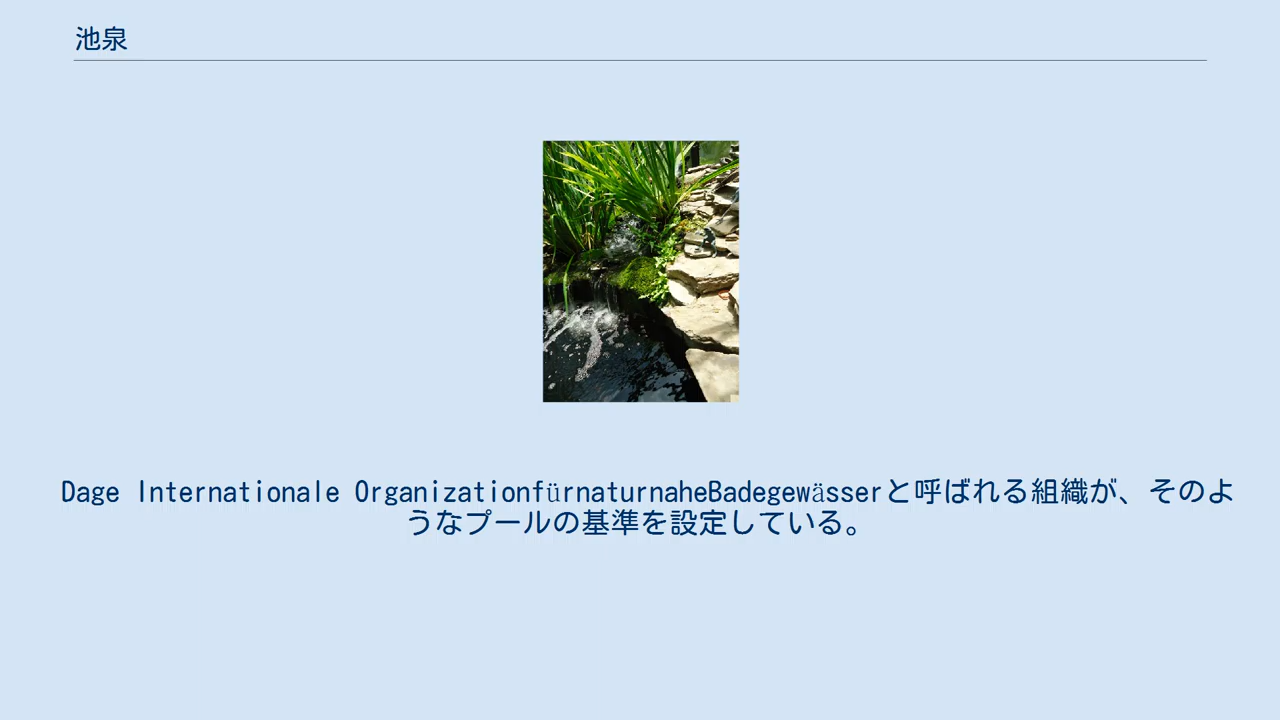 池泉
Dage Internationale OrganizationfürnaturnaheBadegewässerと呼ばれる組織が、そのよ
うなプールの基準を設定している。